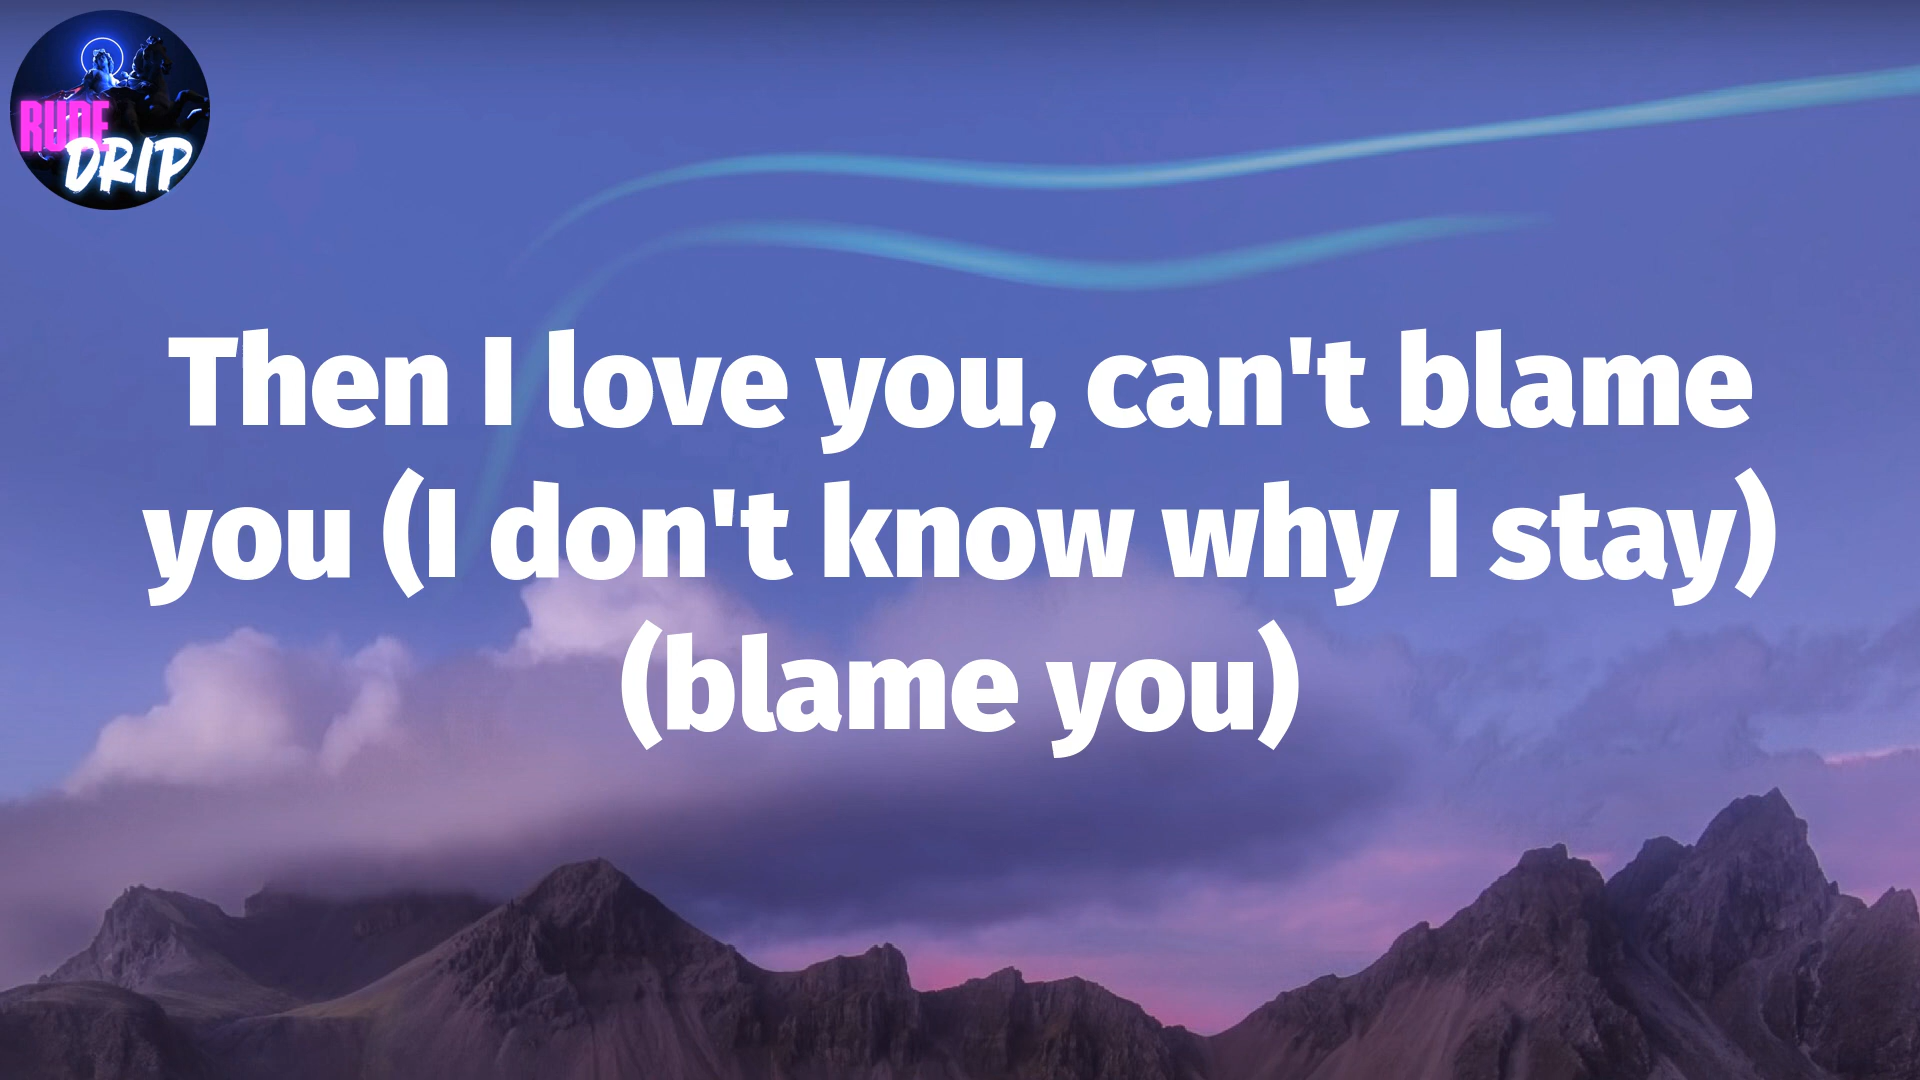 RUDE
DRIP
Then I love you, can't blame
you (I don't know why I stay)
(blame you)